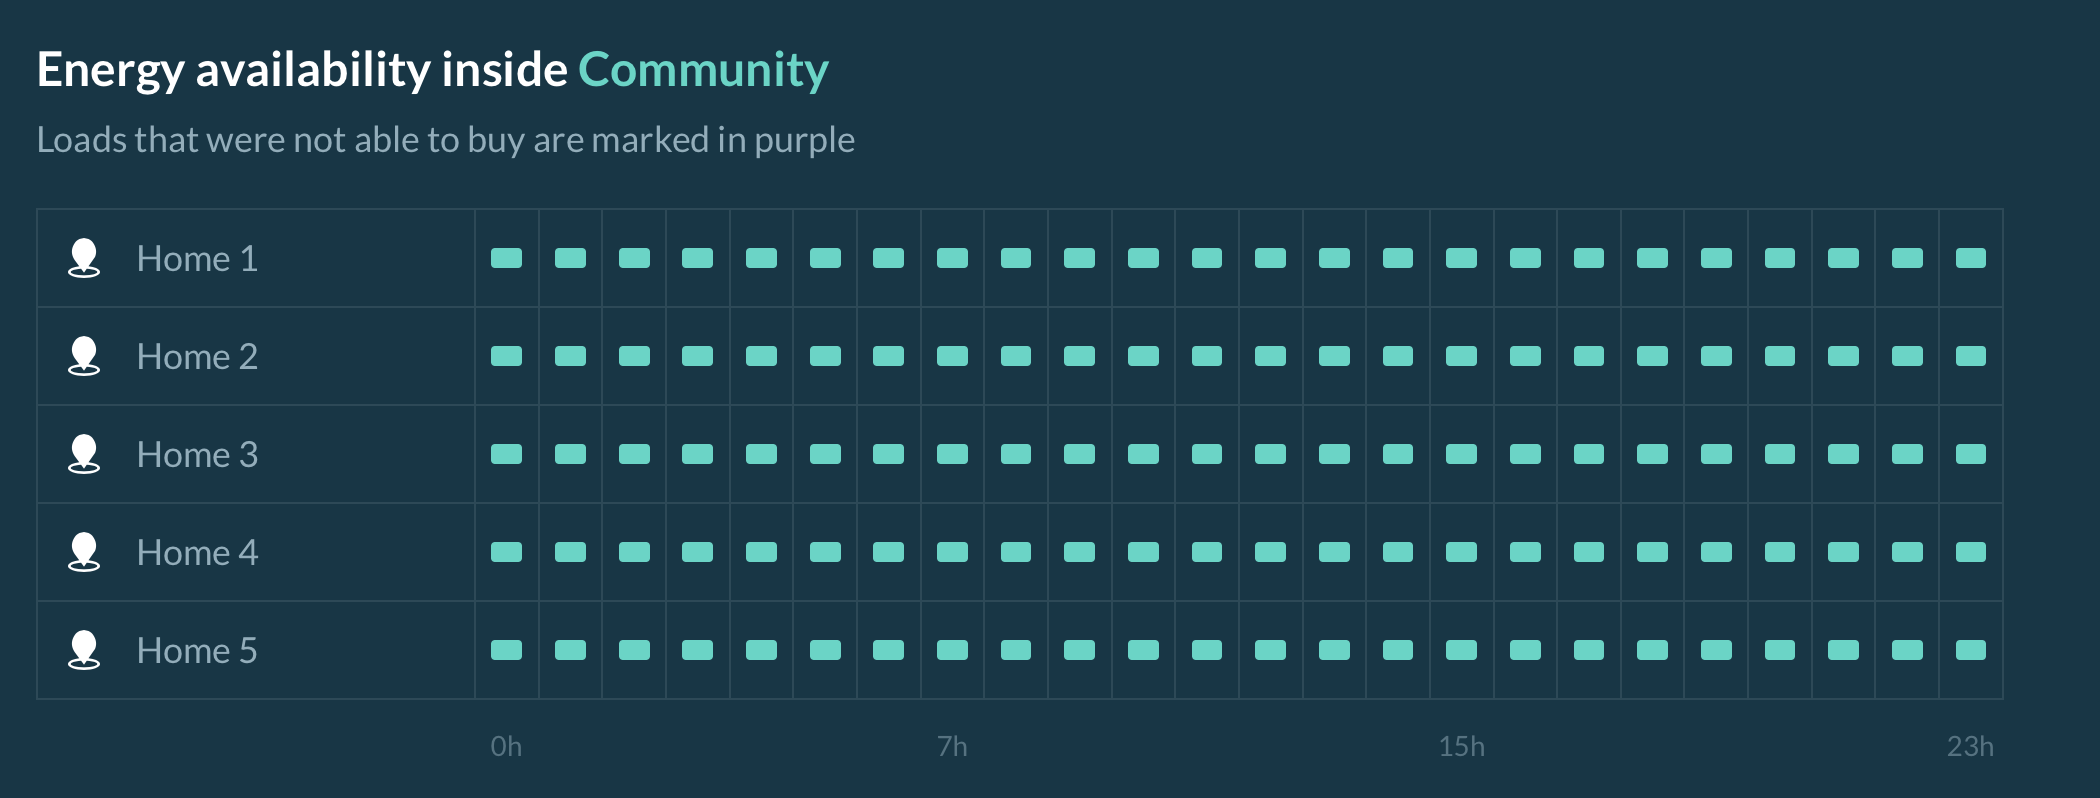 Energy availability inside Community
Loads that were not able to buy are marked in purple
Home 1
Home 2
Home 3
Home 4
Home 5
0h 7h 15h 23h